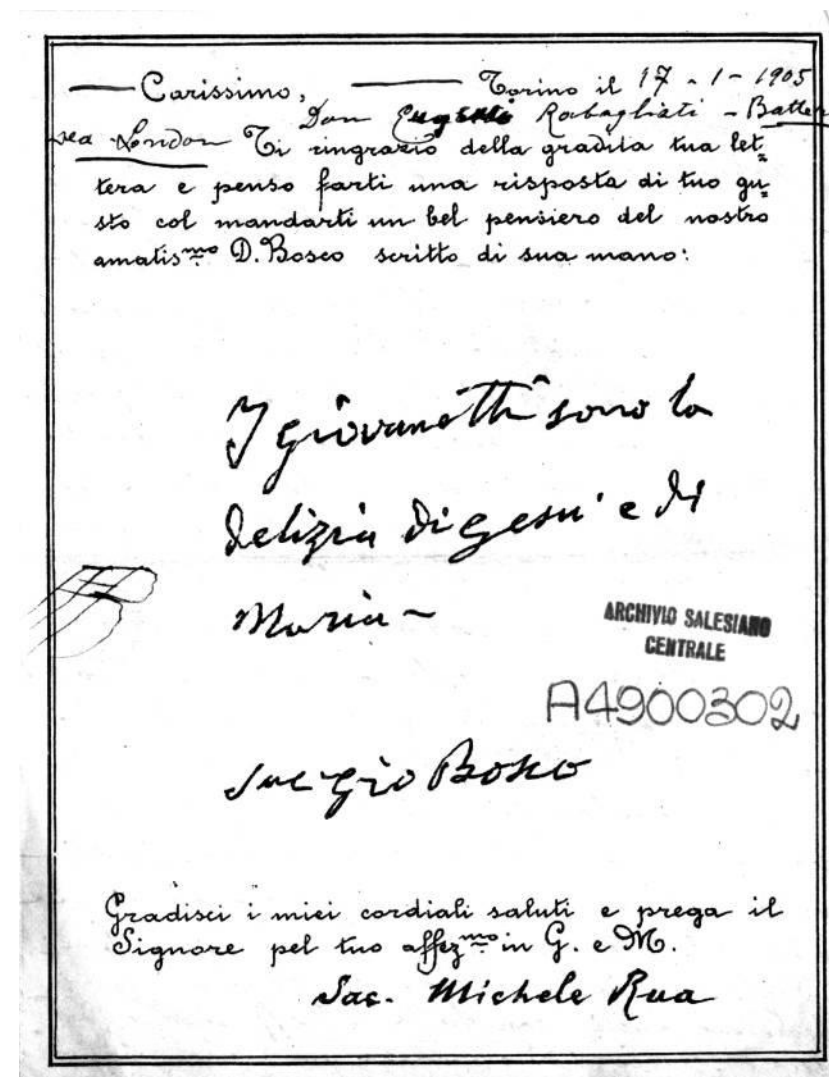 Carissimo, Torino il 17-1-1905
Don Eugenio Rabagliati - Batter
sea London Ti ringrazio della gradita tua let=
tera e penso farti una risposta di tuo gu=
sto col mandarti un bel pensiero del nostro
amatis.mo D. Bosco scritto di sua mano:
I giovanetti sono la
delizia di Gesu' e di
Maria -
Sac Gio Bosco
ARCHIVIO SALESIANO
CENTRALE
A4900302
Gradisci i miei cordiali saluti e prega il
Signore pel tuo affez.mo in G. e M.
Sac. Michele Rua